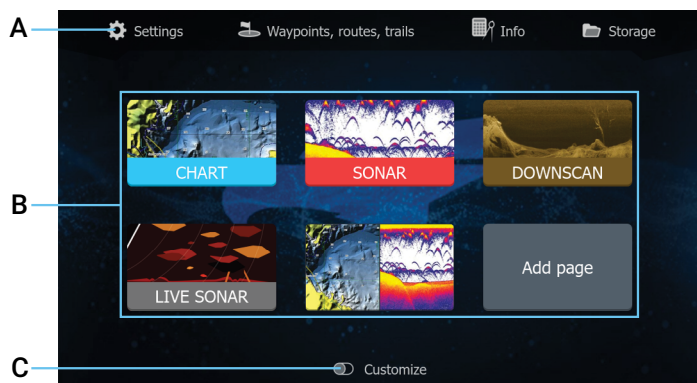 A
Settings
Waypoints, routes, trails
Info
Storage
B
CHART
SONAR
DOWNSCAN
LIVE SONAR
Add page
C
Customize